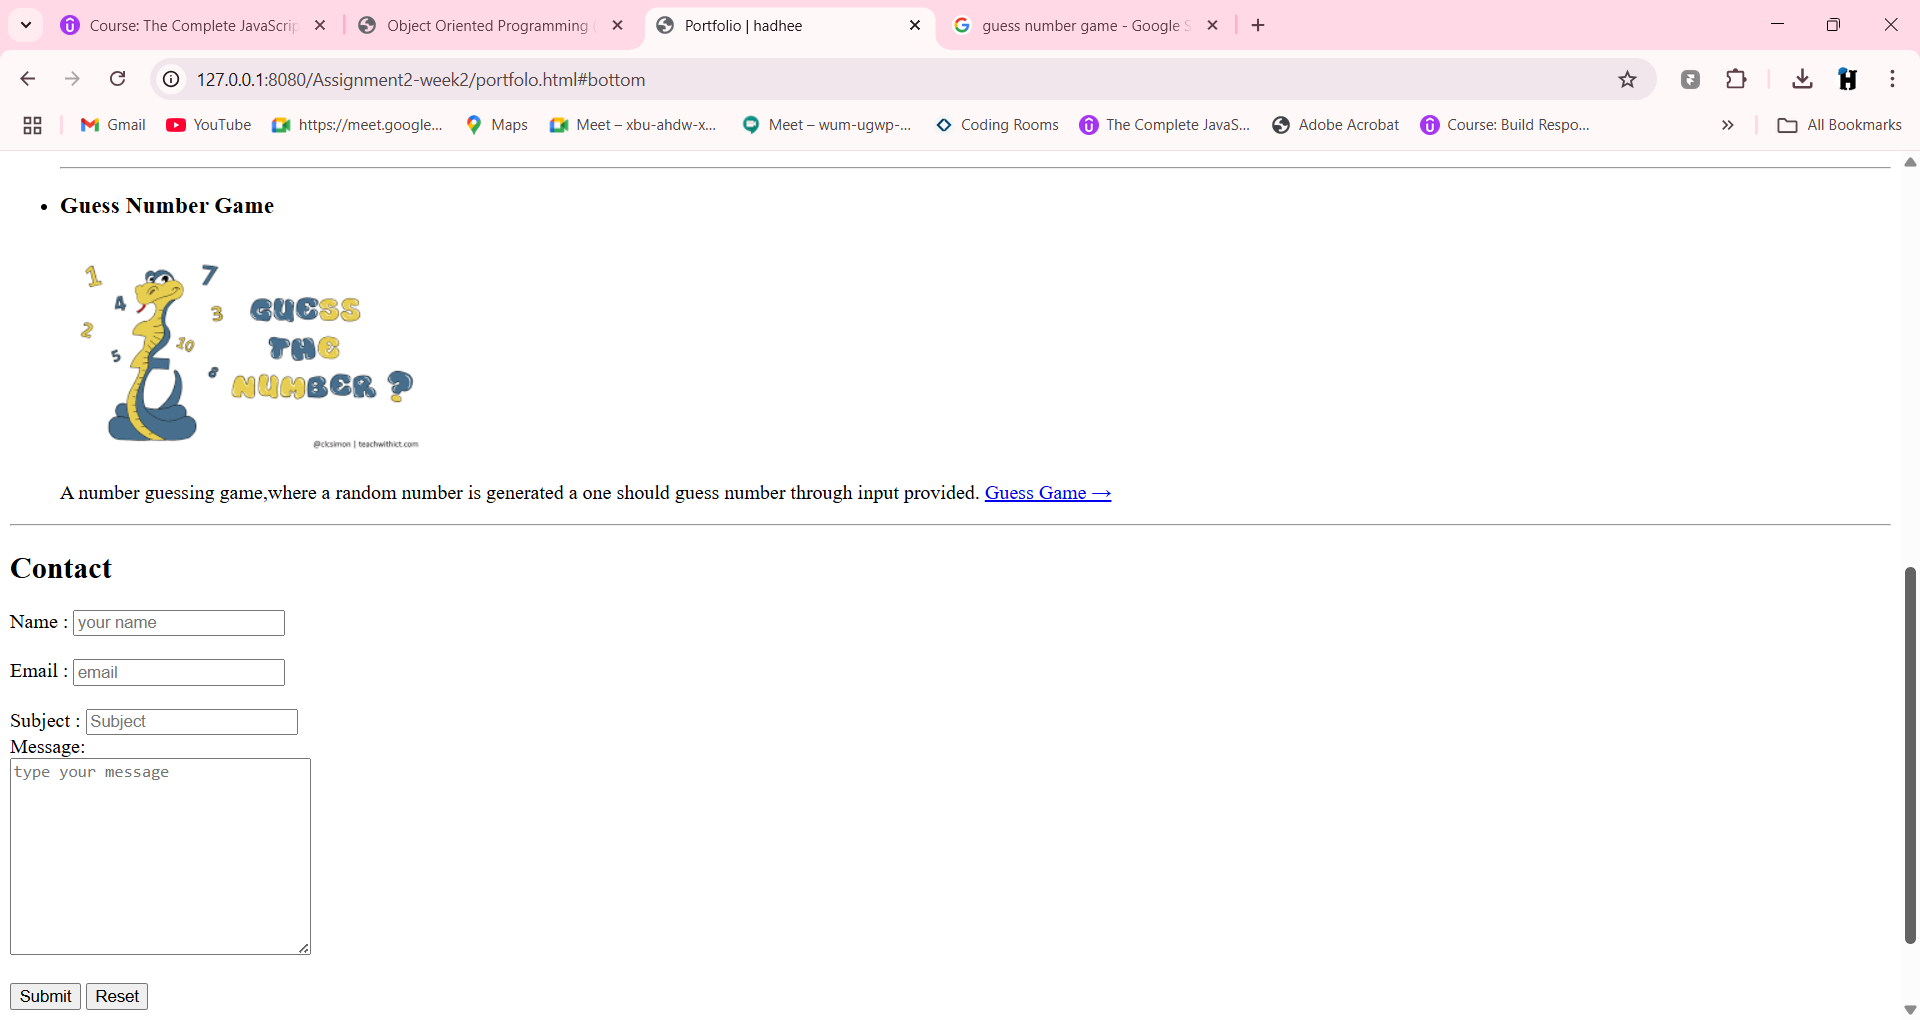 Course: The Complete JavaScrip
Object Oriented Programming (
Portfolio | hadhee
guess number game - Google S
127.0.0.1:8080/Assignment2-week2/portfolo.html#bottom
Gmail
YouTube
https://meet.google...
Maps
Meet – xbu-ahdw-x...
Meet – wum-ugwp-...
Coding Rooms
The Complete JavaS...
Adobe Acrobat
Course: Build Respo...
All Bookmarks
Guess Number Game
1
7
4
3
2
10
5
8
GUESS
THE
NUMBER ?
@clcsimon | teachwithict.com
A number guessing game,where a random number is generated a one should guess number through input provided. Guess Game →
Contact
Name : your name
Email : email
Subject : Subject
Message:
type your message
Submit Reset